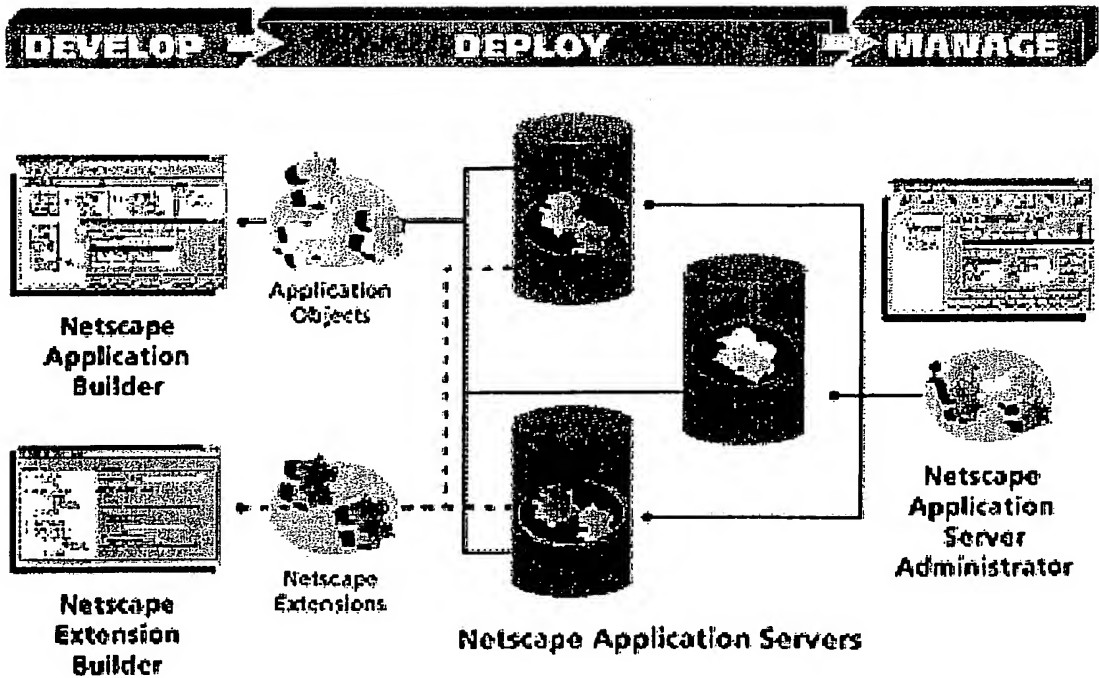 DEVELOP
DEPLOY
MANAGE
Netscape
Application
Builder
Application
Objects
Netscape
Extension
Builder
Netscape
Extensions
Netscape Application Servers
Netscape
Application
Server
Administrator